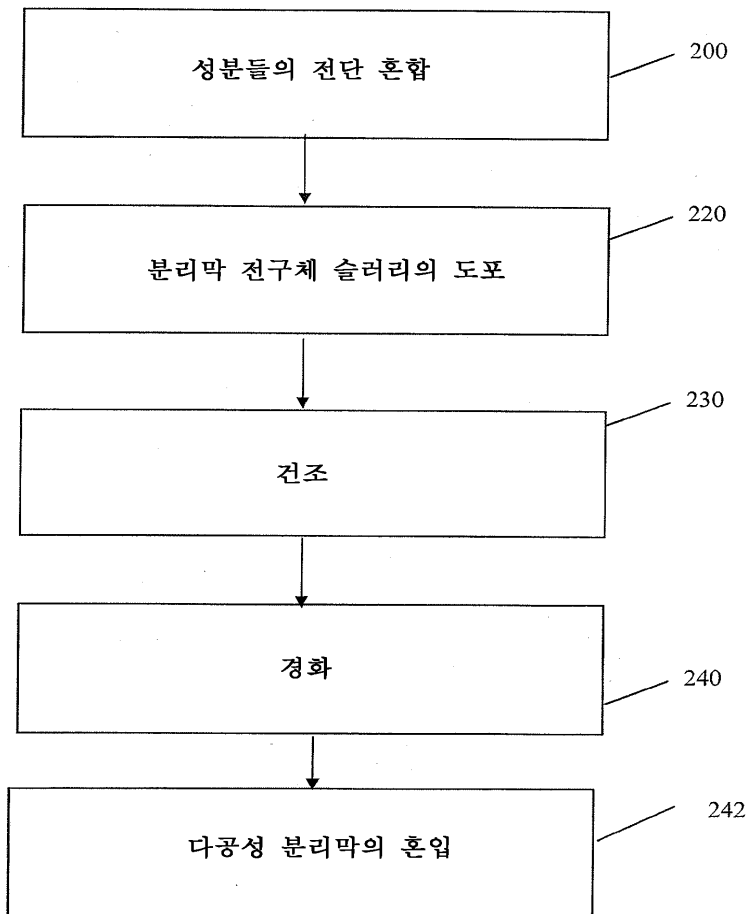 성분들의 전단 혼합
200
분리막 전구체 슬러리의 도포
220
건조
230
경화
240
다공성 분리막의 혼입
242